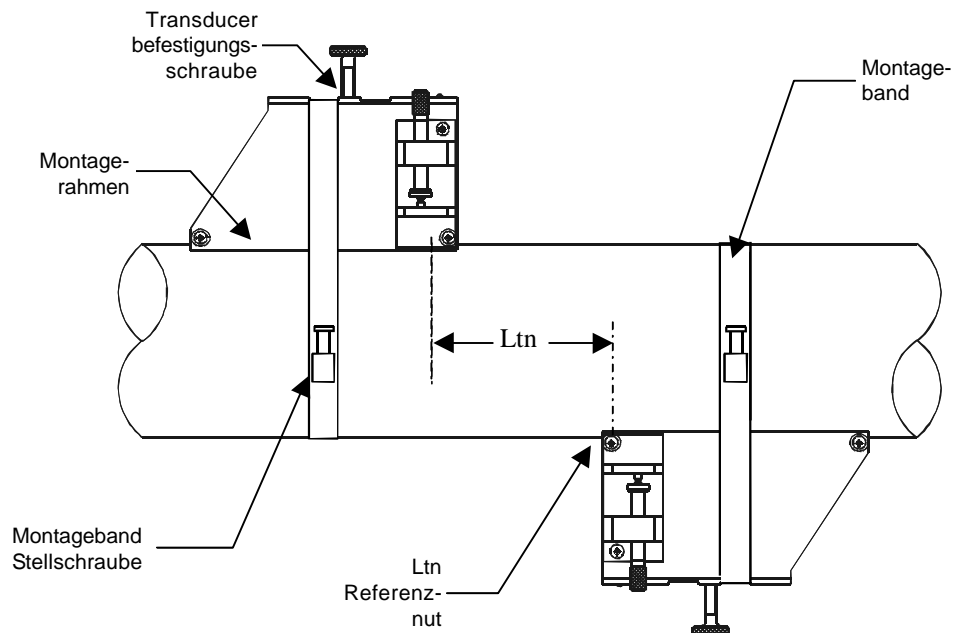 Transducer
befestigungs-
schraube
Montage-
band
Montage-
rahmen
Ltn
Montageband
Stellschraube
Ltn
Referenz-
nut